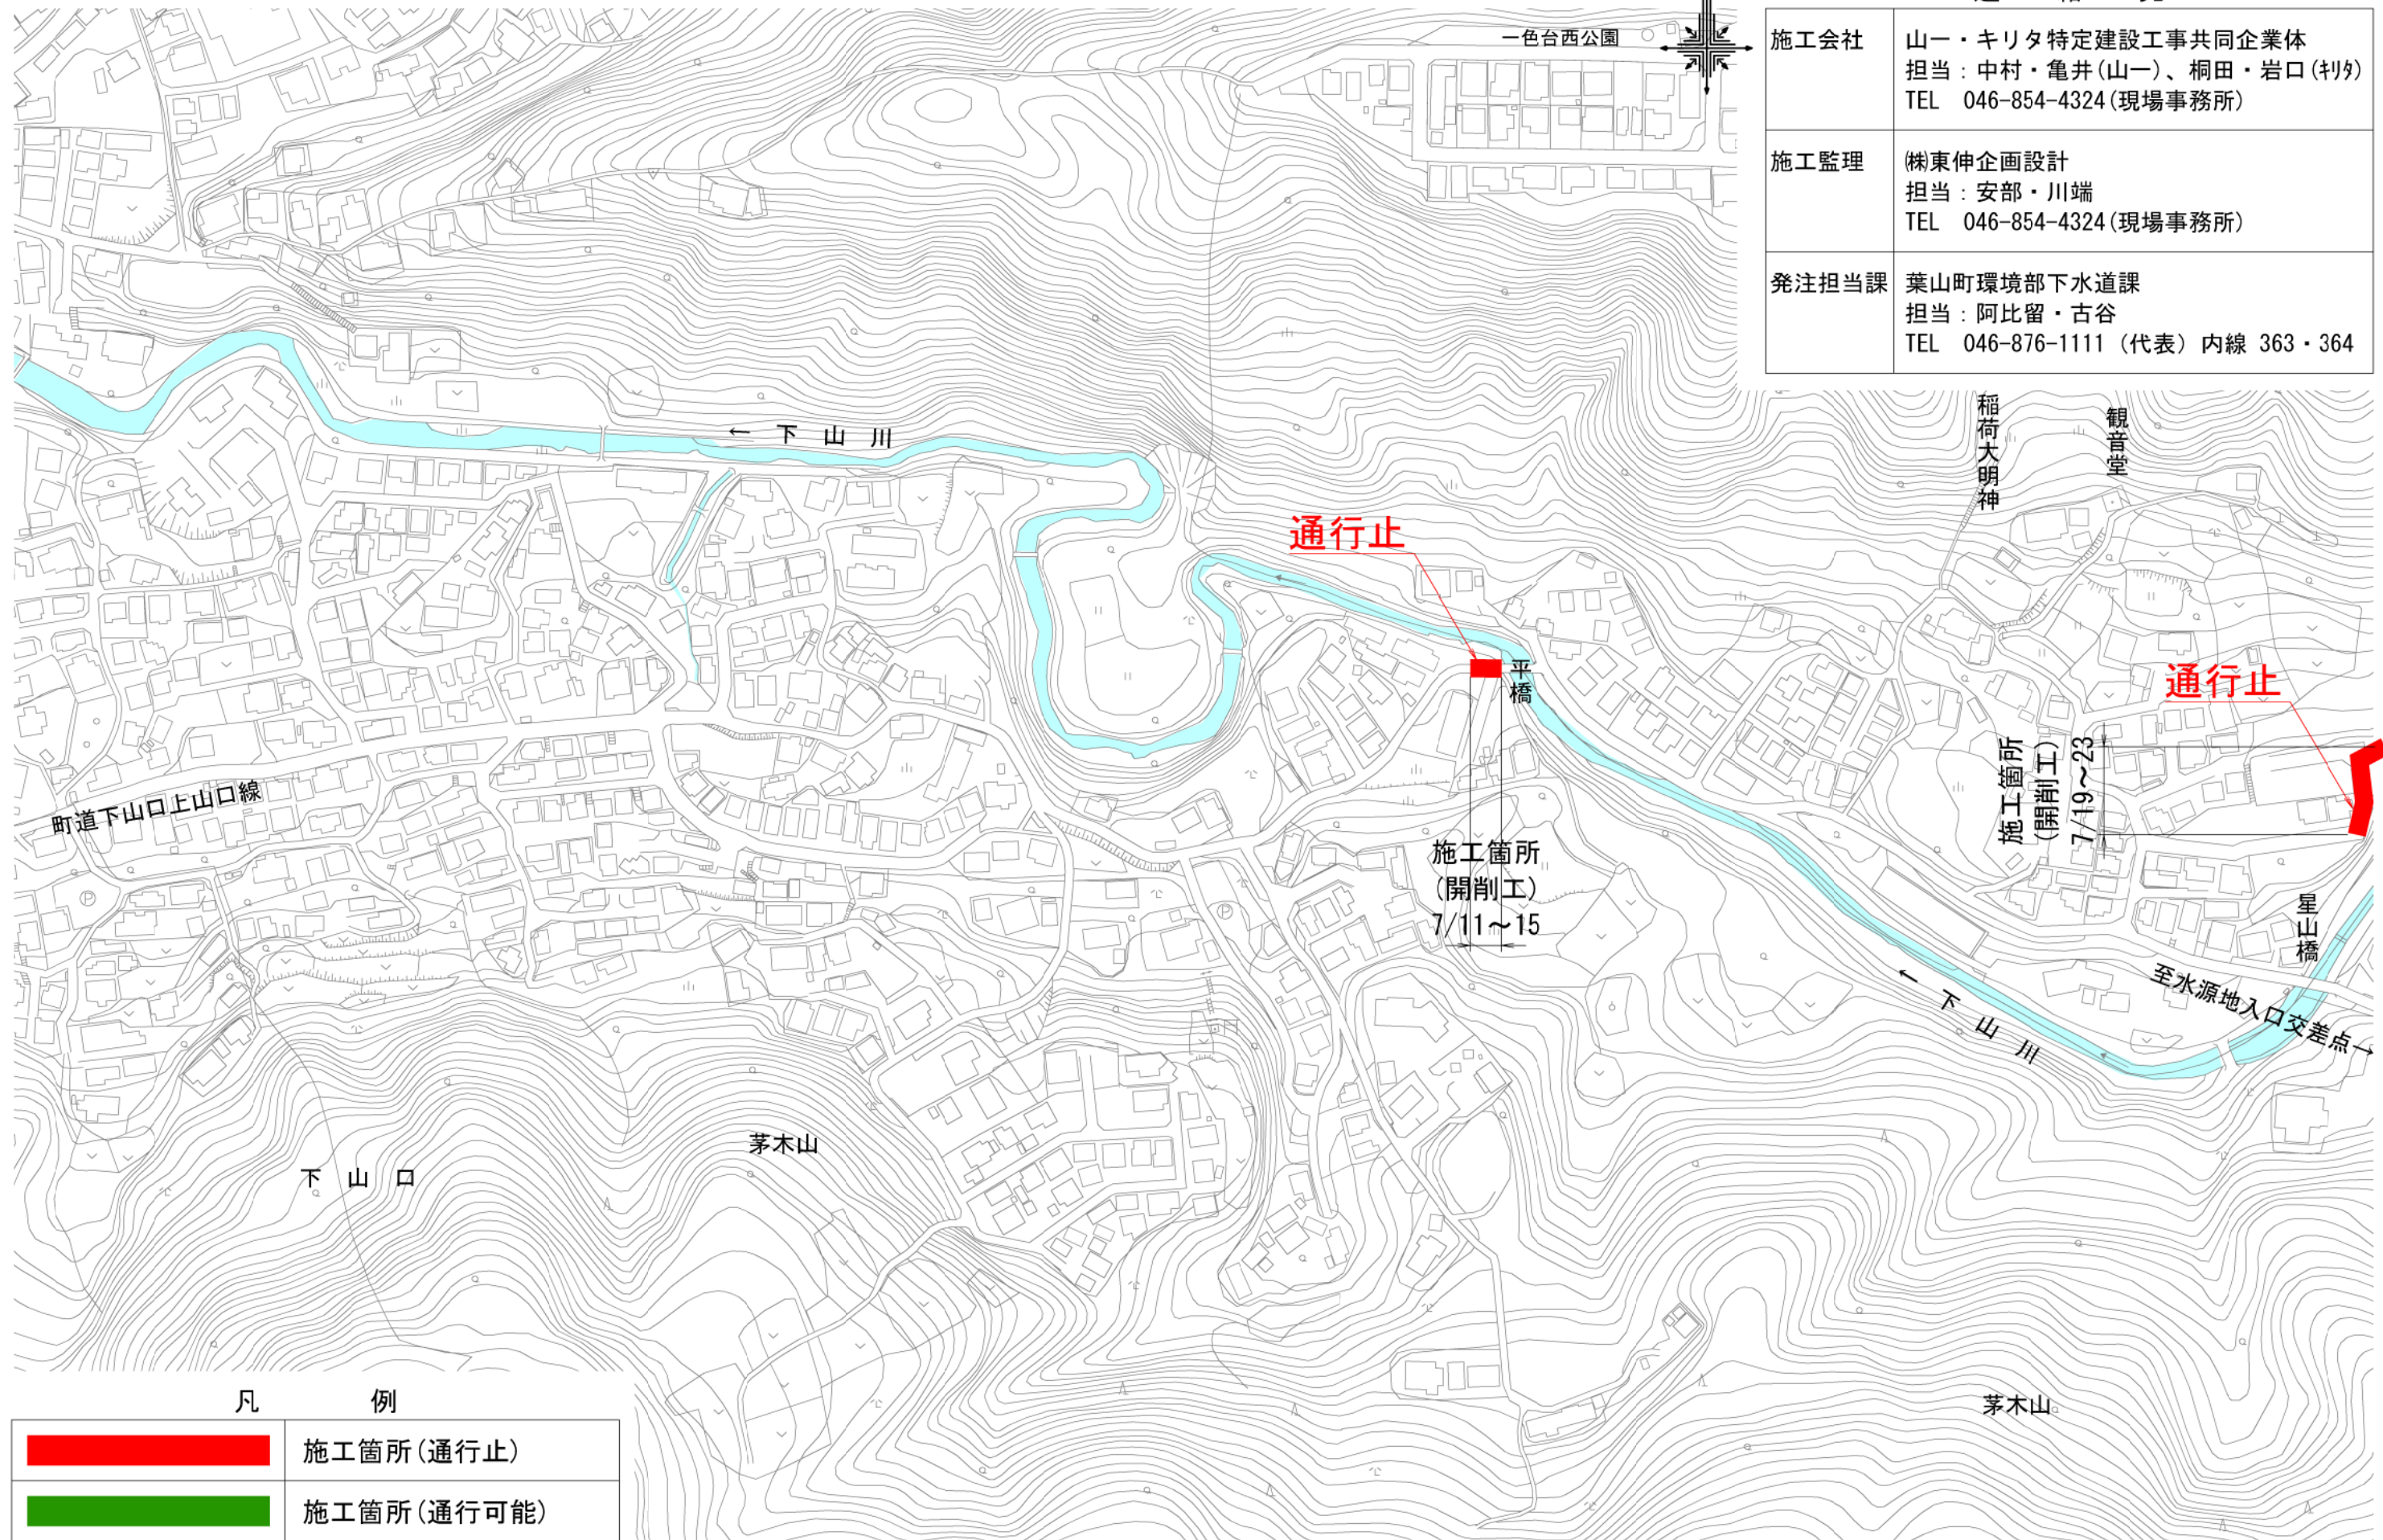 施工会社
山一・キリタ特定建設工事共同企業体
担当：中村・亀井(山一)、桐田・岩口(ｷﾘﾀ)
TEL　046-854-4324(現場事務所)
施工監理
㈱東伸企画設計
担当：安部・川端
TEL　046-854-4324(現場事務所)
発注担当課
葉山町環境部下水道課
担当：阿比留・古谷
TEL　046-876-1111（代表）内線 363・364
一色台西公園
稲荷大明神
観音堂
← 下 山 川
通行止
平橋
通行止
施工箇所
(開削工)
7/19～23
町道下山口上山口線
施工箇所
(開削工)
7/11～15
星山橋
至水源地入口交差点→
← 下 山 川
Ⓟ
Ⓟ
茅木山
下 山 口
茅木山
凡 例
施工箇所(通行止)
施工箇所(通行可能)